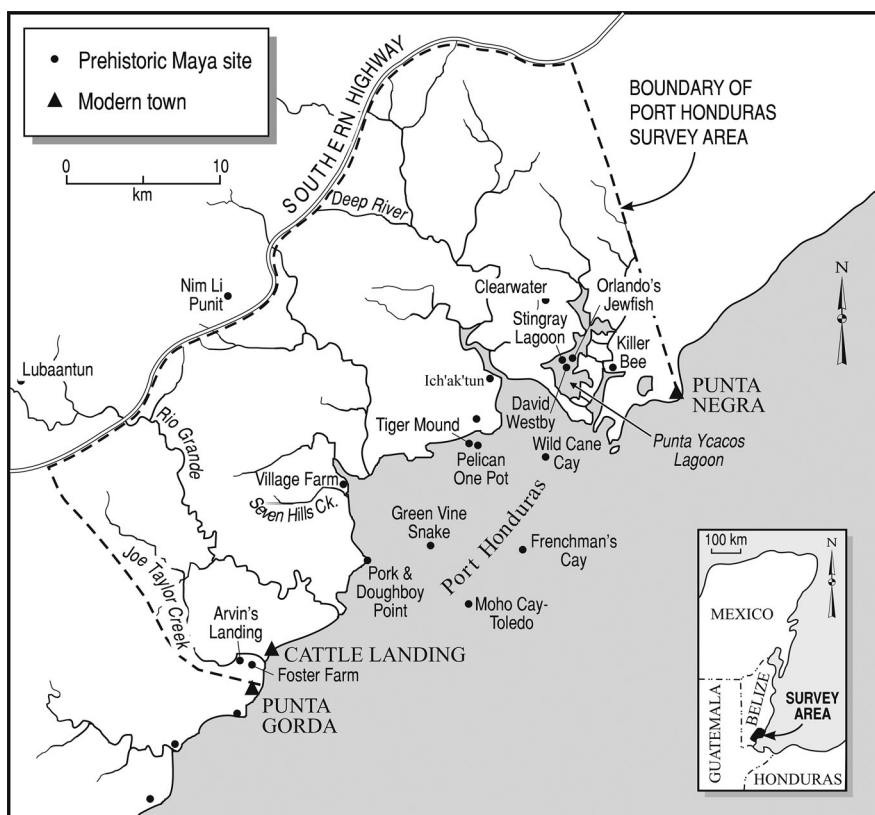 Prehistoric Maya site
Modern town
0
10
km
SOUTHERN HIGHWAY
BOUNDARY OF
PORT HONDURAS
SURVEY AREA
Deep River
N
Nim Li
Punit
Clearwater
Orlando's
Jewfish
Stingray
Lagoon
Killer
Bee
Lubaantun
Ich'ak'tun
PUNTA
NEGRA
David
Westby
Rio Grande
Tiger Mound
Wild Cane
Cay
Punta Ycacos
Lagoon
Pelican
One Pot
Village Farm
Seven Hills Ck.
Green Vine
Snake
Port Honduras
Frenchman's
Cay
Joe Taylor Creek
Pork &
Doughboy
Point
Moho Cay-
Toledo
Arvin's
Landing
CATTLE LANDING
Foster Farm
PUNTA
GORDA
100 km
N
MEXICO
BELIZE
GUATEMALA
SURVEY
AREA
HONDURAS